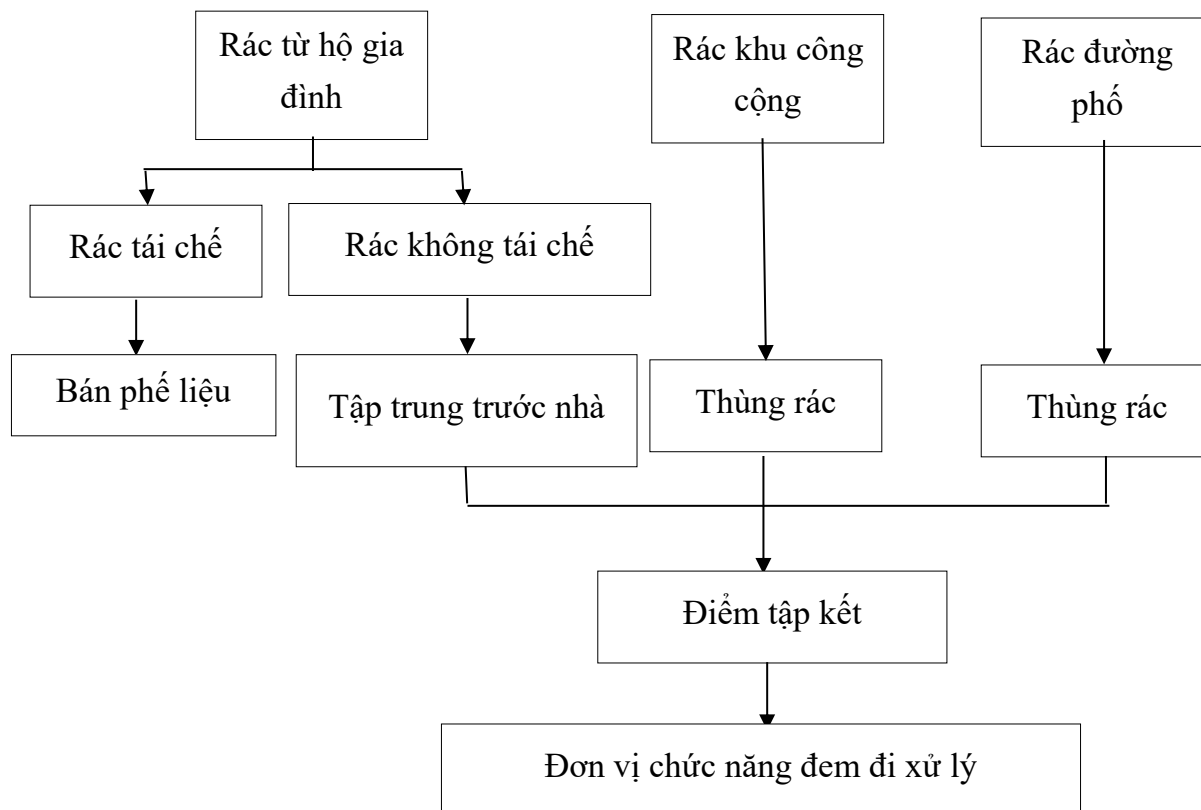 Rác từ hộ gia
đình
Rác khu công
cộng
Rác đường
phố
Rác tái chế
Rác không tái chế
Bán phế liệu
Tập trung trước nhà
Thùng rác
Thùng rác
Điểm tập kết
Đơn vị chức năng đem đi xử lý